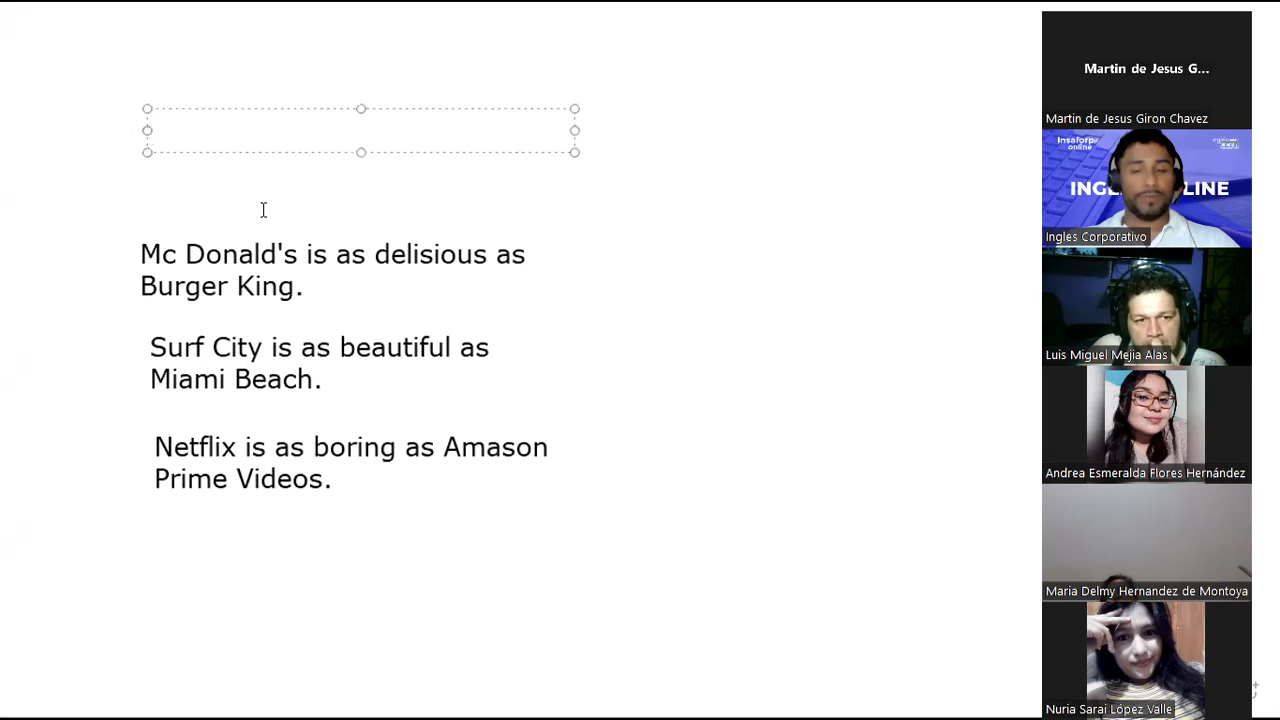 Mc Donald's is as delisious as
Burger King.
Surf City is as beautiful as
Miami Beach.
Netflix is as boring as Amason
Prime Videos.
Martin de Jesus G...
Martin de Jesus Giron Chavez
Insaforp
online
Ingles Corporativo
Luis Miguel Mejia Alas
Andrea Esmeralda Flores Hernández
Maria Delmy Hernandez de Montoya
Nuria Sarai López Valle